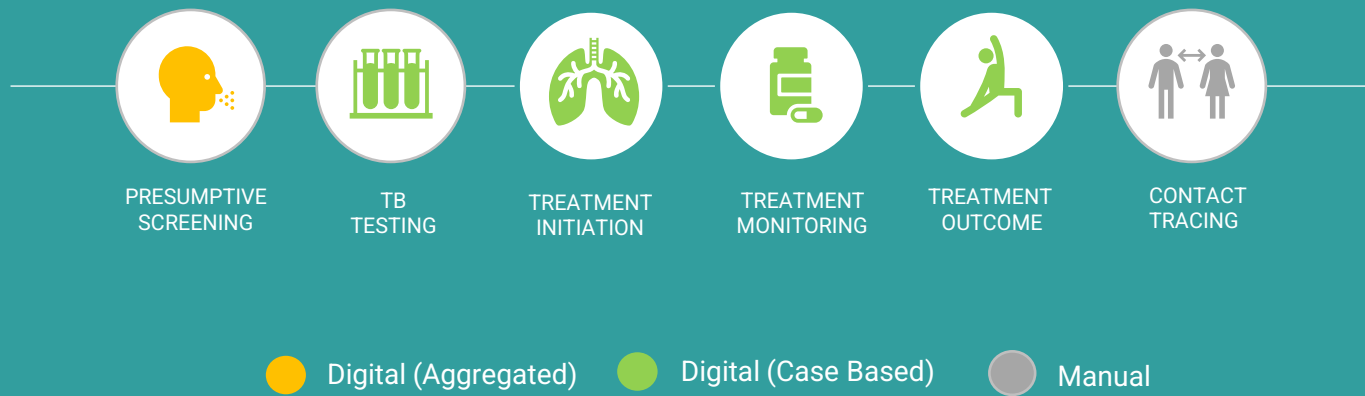 PRESUMPTIVE
SCREENING
TB
TESTING
TREATMENT
INITIATION
TREATMENT
MONITORING
TREATMENT
OUTCOME
CONTACT
TRACING
Digital (Aggregated)
Digital (Case Based)
Manual